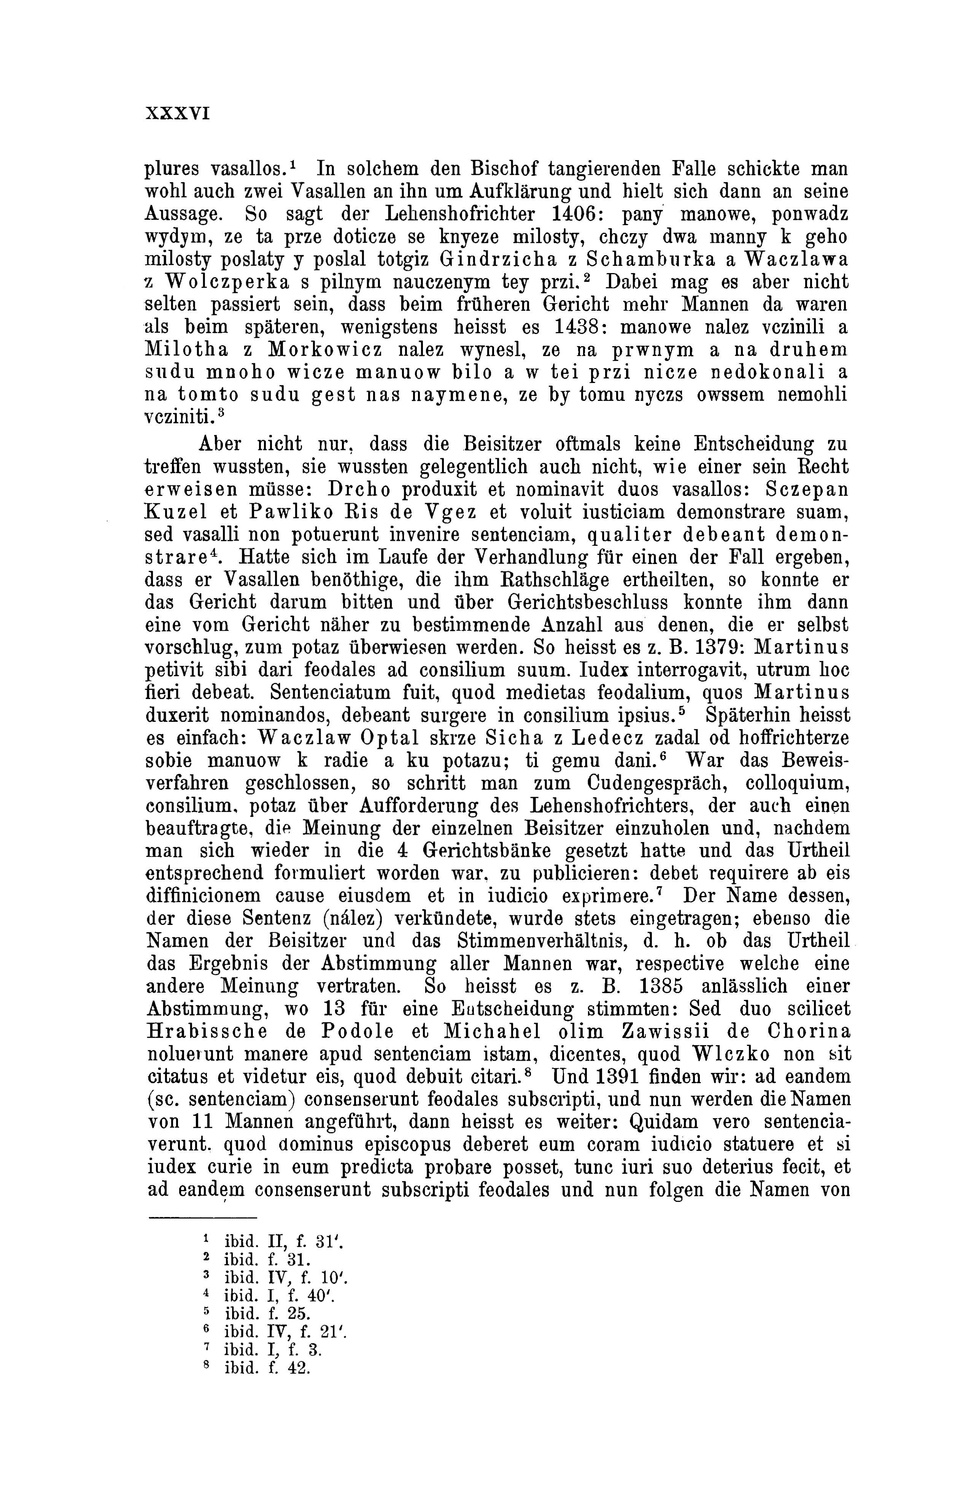 XXXVI
plures vasallos.¹ In solchem den Bischof tangierenden Falle schickte man
wohl auch zwei Vasallen an ihn um Aufklärung und hielt sich dann an seine
Aussage. So sagt der Lehenshofrichter 1406: pany manowe, ponwadz
wydym, ze ta prze doticze se knyeze milosty, chczy dwa manny k geho
milosty poslaty y poslal totgiz Gindrzicha z Schamburka a Waczlawa
z Wolczperka s pilnym nauczenym tey przi.² Dabei mag es aber nicht
selten passiert sein, dass beim früheren Gericht mehr Mannen da waren
als beim späteren, wenigstens heisst es 1438: manowe nalez vczinili a
Milotha z Morkowicz nalez wynesl, ze na prwnym a na druhem
sudu mnoho wicze manuow bilo a w tei przi nicze nedokonali a
na tomto sudu gest nas naymene, ze by tomu nyczs owssem nemohli
vcziniti.³
Aber nicht nur, dass die Beisitzer oftmals keine Entscheidung zu
treffen wussten, sie wussten gelegentlich auch nicht, wie einer sein Recht
erweisen müsse: Drcho produxit et nominavit duos vasallos: Sczepan
Kuzel et Pawliko Ris de Vgez et voluit iusticiam demonstrare suam,
sed vasalli non potuerunt invenire sentenciam, qualiter debeant demon-
strare⁴. Hatte sich im Laufe der Verhandlung für einen der Fall ergeben,
dass er Vasallen benöthige, die ihm Rathschläge ertheilten, so konnte er
das Gericht darum bitten und über Gerichtsbeschluss konnte ihm dann
eine vom Gericht näher zu bestimmende Anzahl aus denen, die er selbst
vorschlug, zum potaz überwiesen werden. So heisst es z. B. 1379: Martinus
petivit sibi dari feodales ad consilium suum. Iudex interrogavit, utrum hoc
fieri debeat. Sentenciatum fuit, quod medietas feodalium, quos Martinus
duxerit nominandos, debeant surgere in consilium ipsius.⁵ Späterhin heisst
es einfach: Waczlaw Optal skrze Sicha z Ledecz zadal od hoffrichterze
sobie manuow k radie a ku potazu; ti gemu dani.⁶ War das Beweis-
verfahren geschlossen, so schritt man zum Cudengespräch, colloquium,
consilium, potaz über Aufforderung des Lehenshofrichters, der auch einen
beauftragte, die Meinung der einzelnen Beisitzer einzuholen und, nachdem
man sich wieder in die 4 Gerichtsbänke gesetzt hatte und das Urtheil
entsprechend formuliert worden war, zu publicieren: debet requirere ab eis
diffinicionem cause eiusdem et in iudicio exprimere.⁷ Der Name dessen,
der diese Sentenz (nález) verkündete, wurde stets eingetragen; ebenso die
Namen der Beisitzer und das Stimmenverhältnis, d. h. ob das Urtheil
das Ergebnis der Abstimmung aller Mannen war, respective welche eine
andere Meinung vertraten. So heisst es z. B. 1385 anlässlich einer
Abstimmung, wo 13 für eine Entscheidung stimmten: Sed duo scilicet
Hrabissche de Podole et Michahel olim Zawissii de Chorina
noluerunt manere apud sentenciam istam, dicentes, quod Wlczko non sit
citatus et videtur eis, quod debuit citari.⁸ Und 1391 finden wir: ad eandem
(sc. sentenciam) consenserunt feodales subscripti, und nun werden die Namen
von 11 Mannen angeführt, dann heisst es weiter: Quidam vero sentencia-
verunt. quod dominus episcopus deberet eum coram iudicio statuere et si
iudex curie in eum predicta probare posset, tunc iuri suo deterius fecit, et
ad eandem consenserunt subscripti feodales und nun folgen die Namen von
¹ ibid. II, f. 31'.
² ibid. f. 31.
³ ibid. IV, f. 10'.
⁴ ibid. I, f. 40'.
⁵ ibid. f. 25.
⁶ ibid. IV, f. 21'.
⁷ ibid. I, f. 3.
⁸ ibid. f. 42.